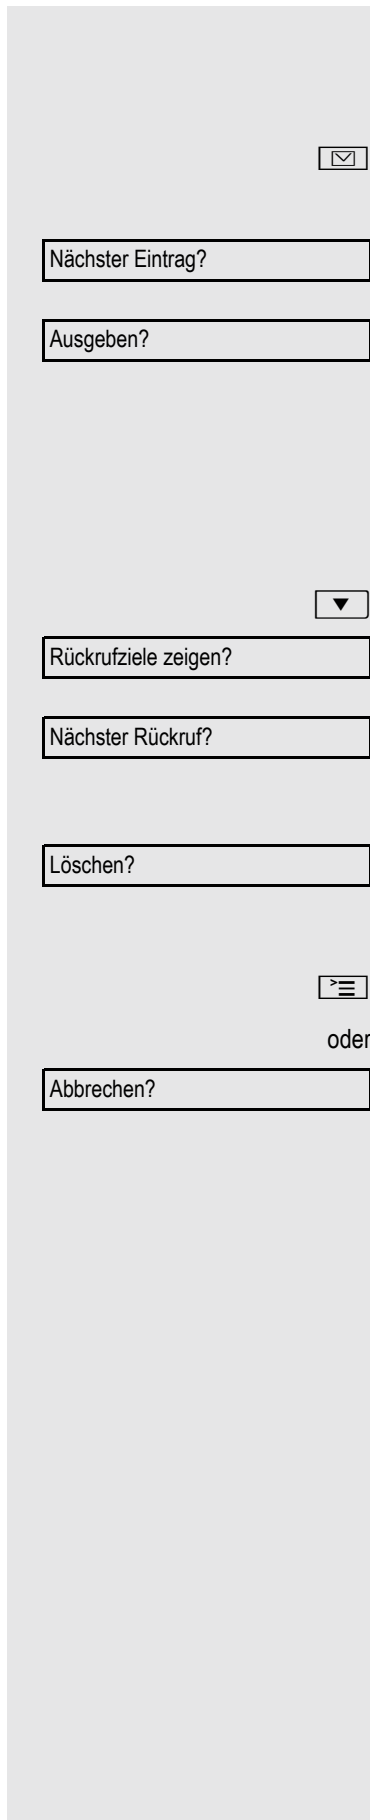 Nächster Eintrag?
Ausgeben?
Rückrufziele zeigen?
Nächster Rückruf?
Löschen?
oder
Abbrechen?